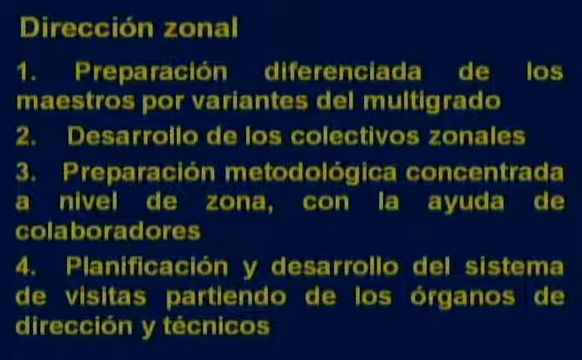 Dirección zonal
1. Preparación diferenciada de los
maestros por variantes del multigrado
2. Desarrollo de los colectivos zonales
3. Preparación metodológica concentrada
a nivel de zona, con la ayuda de
colaboradores
4. Planificación y desarrollo del sistema
de visitas partiendo de los órganos de
dirección y técnicos